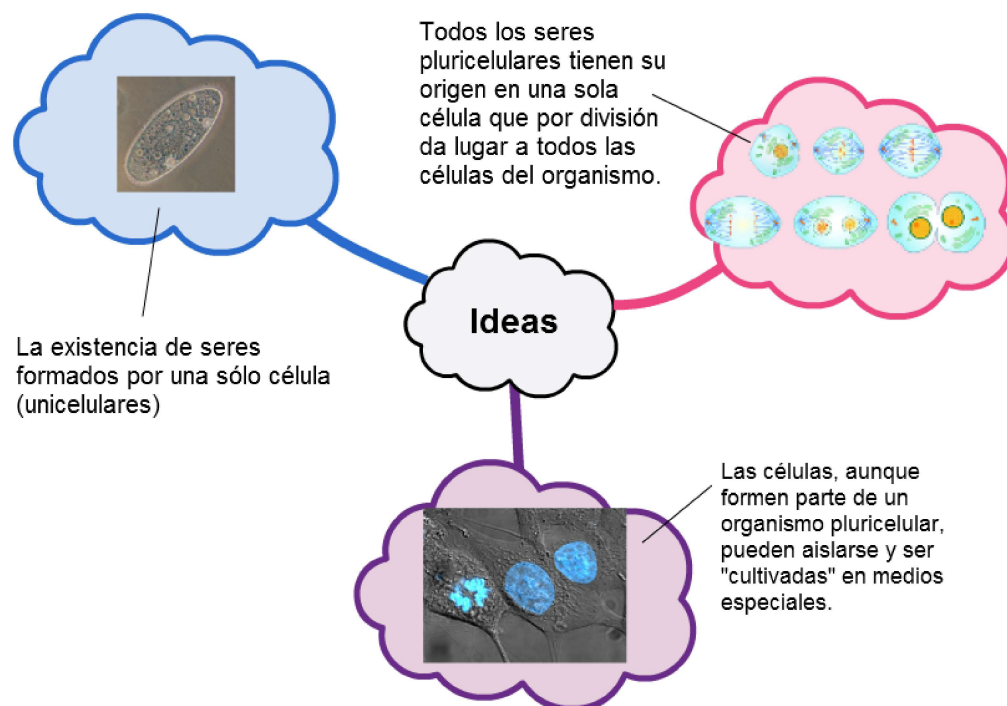 Todos los seres
pluricelulares tienen su
origen en una sola
célula que por división
da lugar a todos las
células del organismo.
Ideas
La existencia de seres
formados por una sólo célula
(unicelulares)
Las células, aunque
formen parte de un
organismo pluricelular,
pueden aislarse y ser
"cultivadas" en medios
especiales.